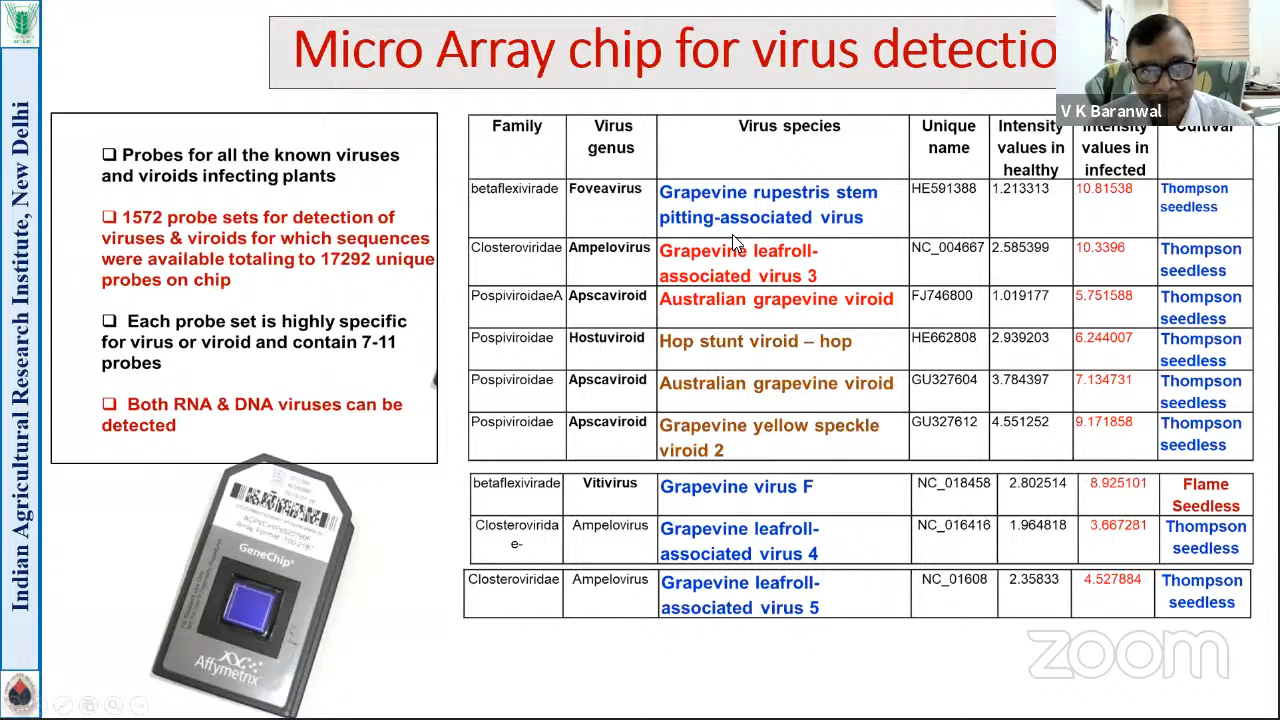 Micro Array chip for virus detectio
V K Baranwal
Indian Agricultural Research Institute, New Delhi
❑ Probes for all the known viruses
and viroids infecting plants
❑ 1572 probe sets for detection of
viruses & viroids for which sequences
were available totaling to 17292 unique
probes on chip
❑ Each probe set is highly specific
for virus or viroid and contain 7-11
probes
❑ Both RNA & DNA viruses can be
detected
GeneChip
Affymetrix
Family Virus genus Virus species Unique name Intensity values in healthy Intensity values in infected Cultivar
betaflexivirade Foveavirus Grapevine rupestris stem pitting-associated virus HE591388 1.213313 10.81538 Thompson seedless
Closteroviridae Ampelovirus Grapevine leafroll-associated virus 3 NC_004667 2.585399 10.3396 Thompson seedless
PospiviroidaeA Apscaviroid Australian grapevine viroid FJ746800 1.019177 5.751588 Thompson seedless
Pospiviroidae Hostuviroid Hop stunt viroid – hop HE662808 2.939203 6.244007 Thompson seedless
Pospiviroidae Apscaviroid Australian grapevine viroid GU327604 3.784397 7.134731 Thompson seedless
Pospiviroidae Apscaviroid Grapevine yellow speckle viroid 2 GU327612 4.551252 9.171858 Thompson seedless
betaflexivirade Vitivirus Grapevine virus F NC_018458 2.802514 8.925101 Flame Seedless
Closterovirida e- Ampelovirus Grapevine leafroll-associated virus 4 NC_016416 1.964818 3.667281 Thompson seedless
Closteroviridae Ampelovirus Grapevine leafroll-associated virus 5 NC_01608 2.35833 4.527884 Thompson seedless
zoom